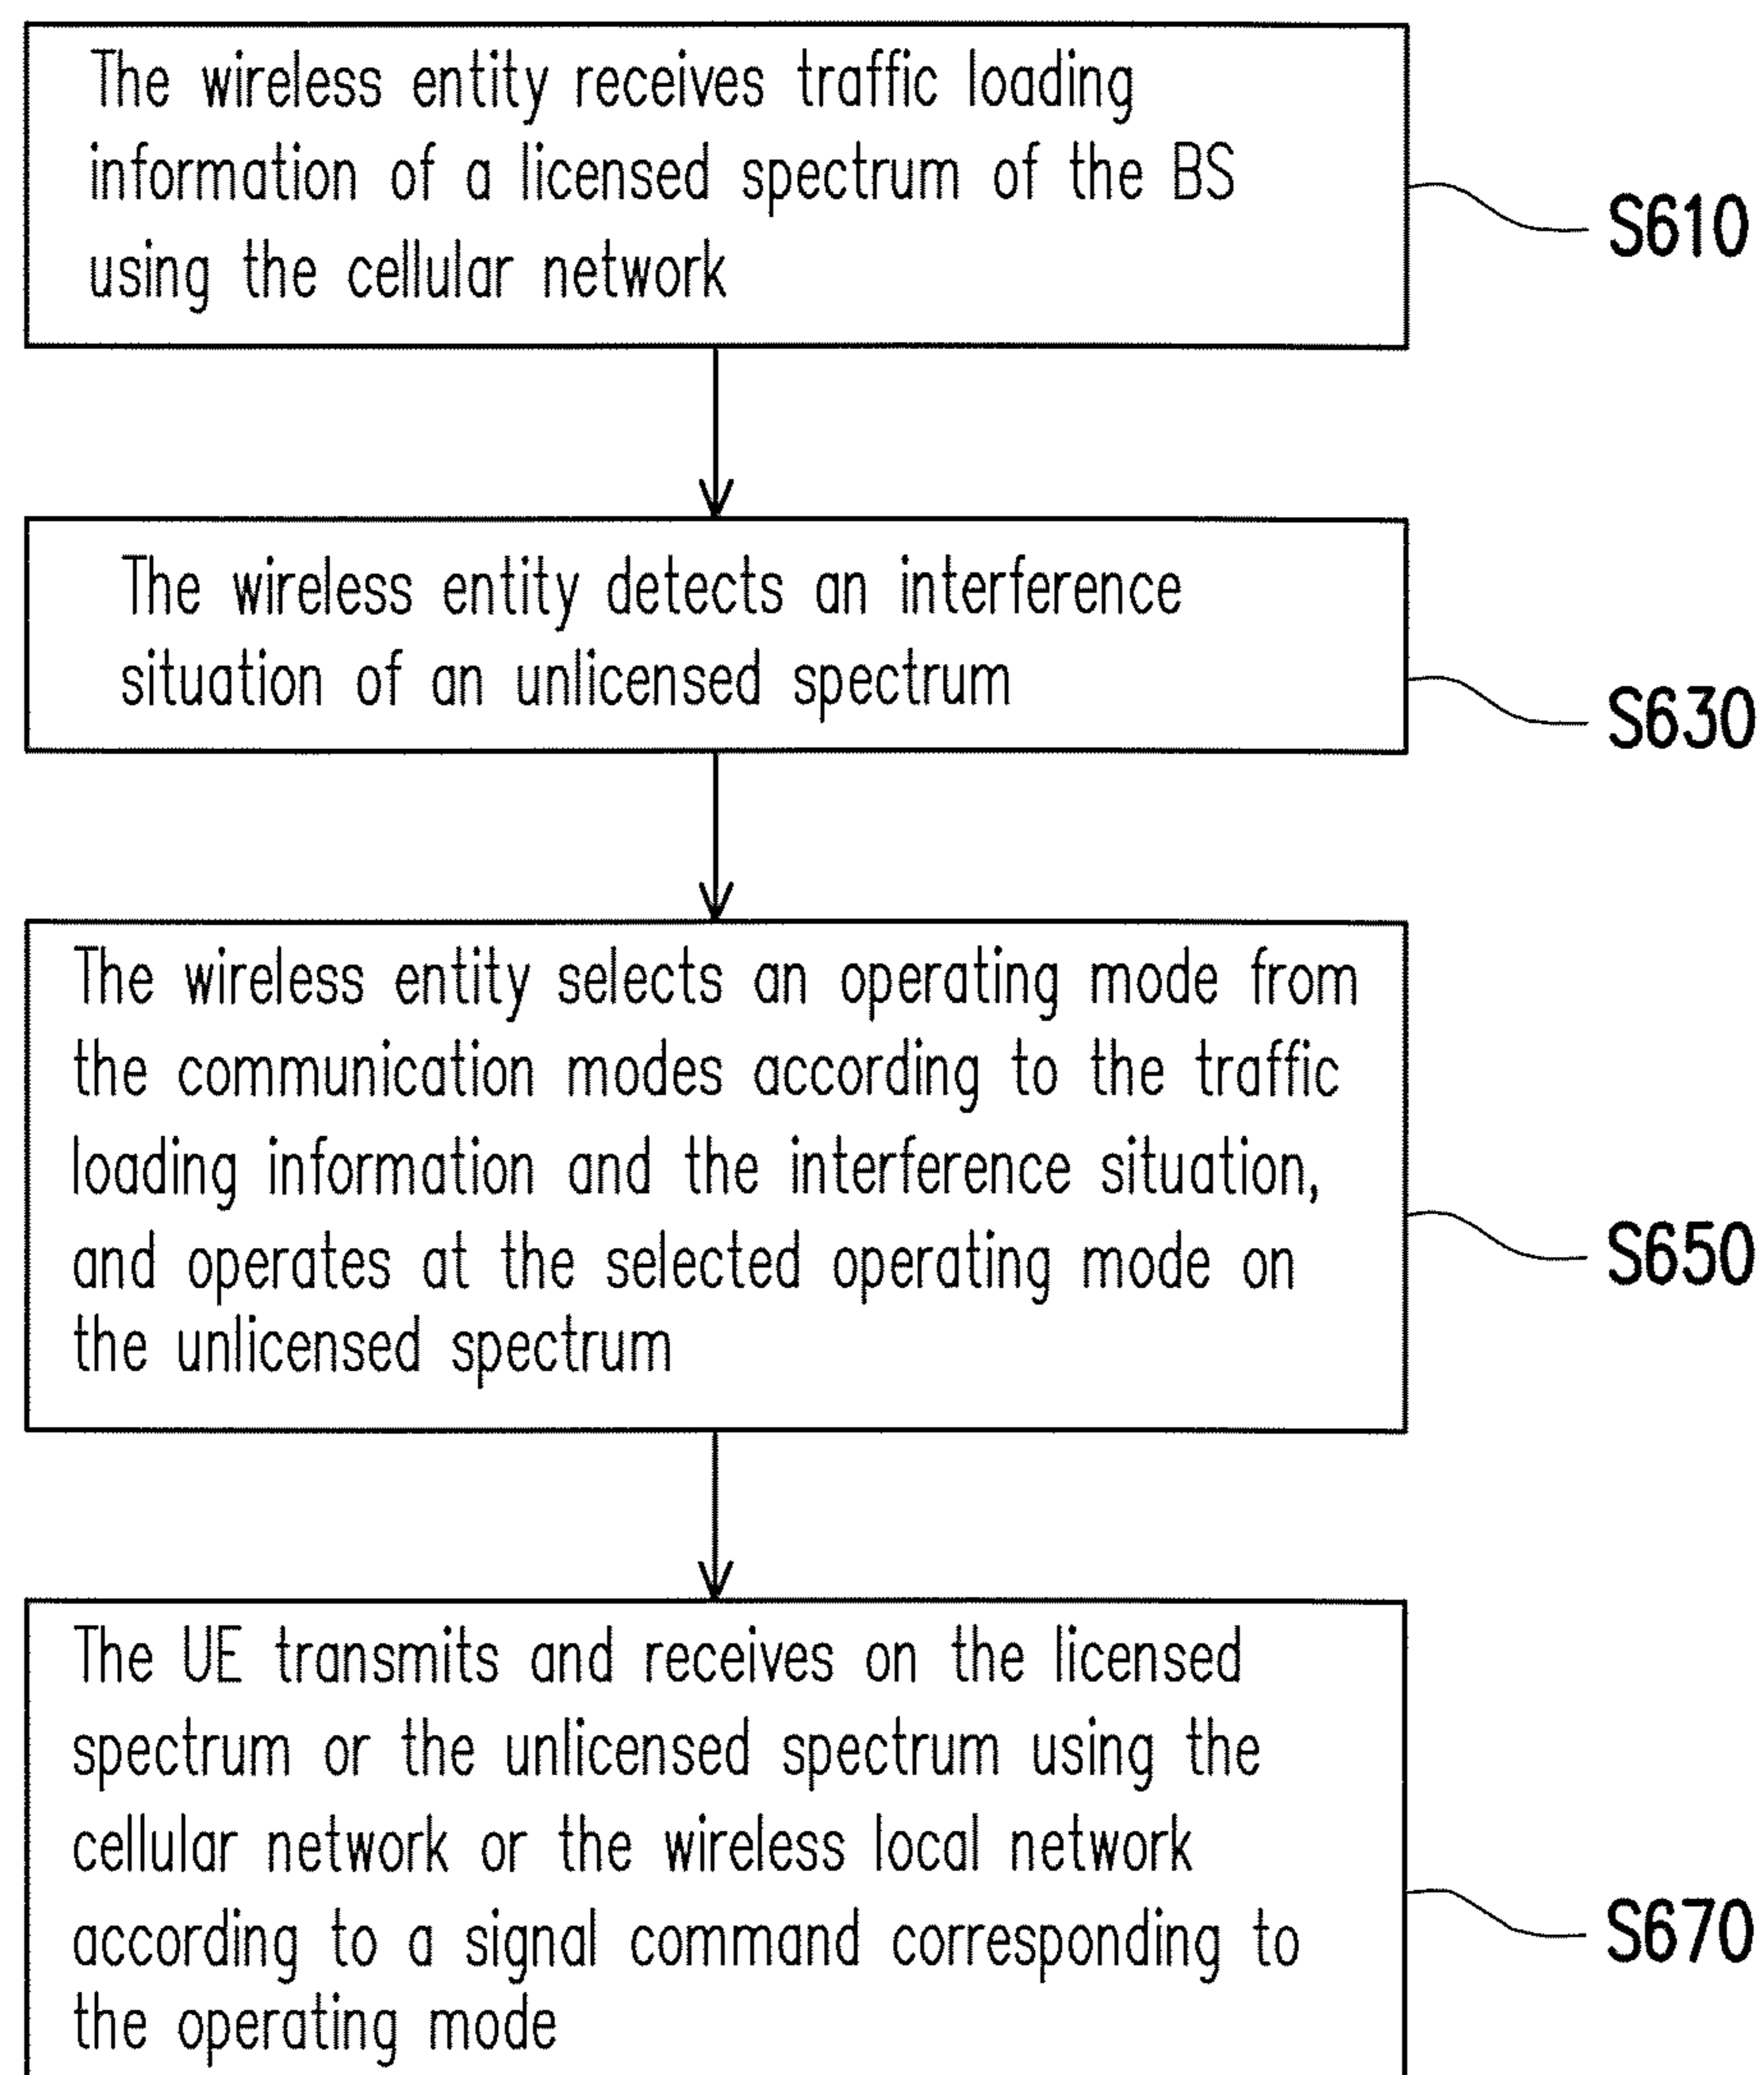 The wireless entity receives traffic loading
information of a licensed spectrum of the BS
using the cellular network
S610
The wireless entity detects an interference
situation of an unlicensed spectrum
S630
The wireless entity selects an operating mode from
the communication modes according to the traffic
loading information and the interference situation,
and operates at the selected operating mode on
the unlicensed spectrum
S650
The UE transmits and receives on the licensed
spectrum or the unlicensed spectrum using the
cellular network or the wireless local network
according to a signal command corresponding to
the operating mode
S670